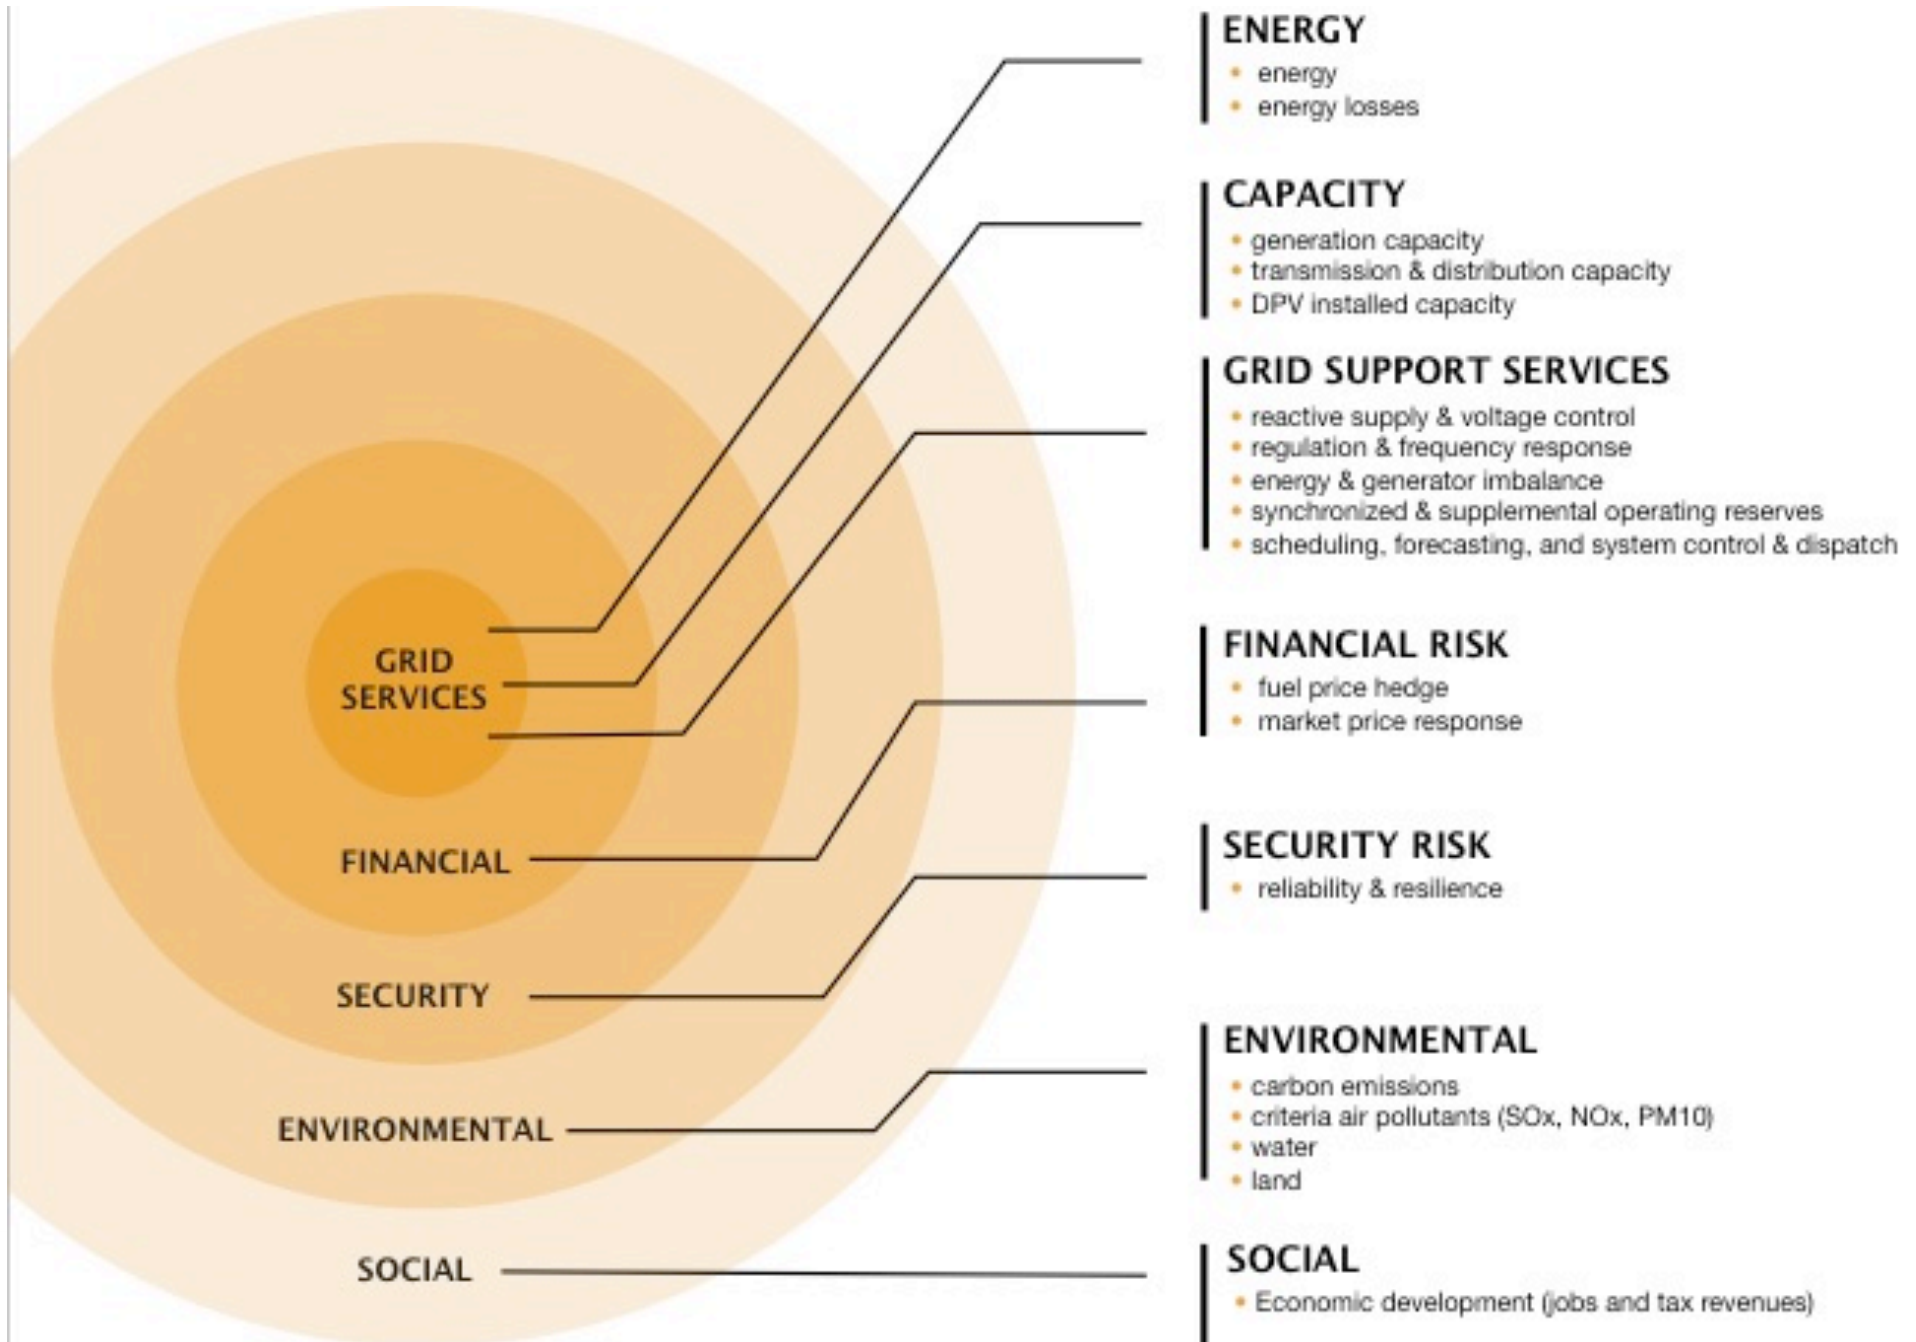 ENERGY
• energy
• energy losses
CAPACITY
• generation capacity
• transmission & distribution capacity
• DPV installed capacity
GRID SUPPORT SERVICES
• reactive supply & voltage control
• regulation & frequency response
• energy & generator imbalance
• synchronized & supplemental operating reserves
• scheduling, forecasting, and system control & dispatch
FINANCIAL RISK
• fuel price hedge
• market price response
SECURITY RISK
• reliability & resilience
ENVIRONMENTAL
• carbon emissions
• criteria air pollutants (SOx, NOx, PM10)
• water
• land
SOCIAL
• Economic development (jobs and tax revenues)
GRID
SERVICES
FINANCIAL
SECURITY
ENVIRONMENTAL
SOCIAL